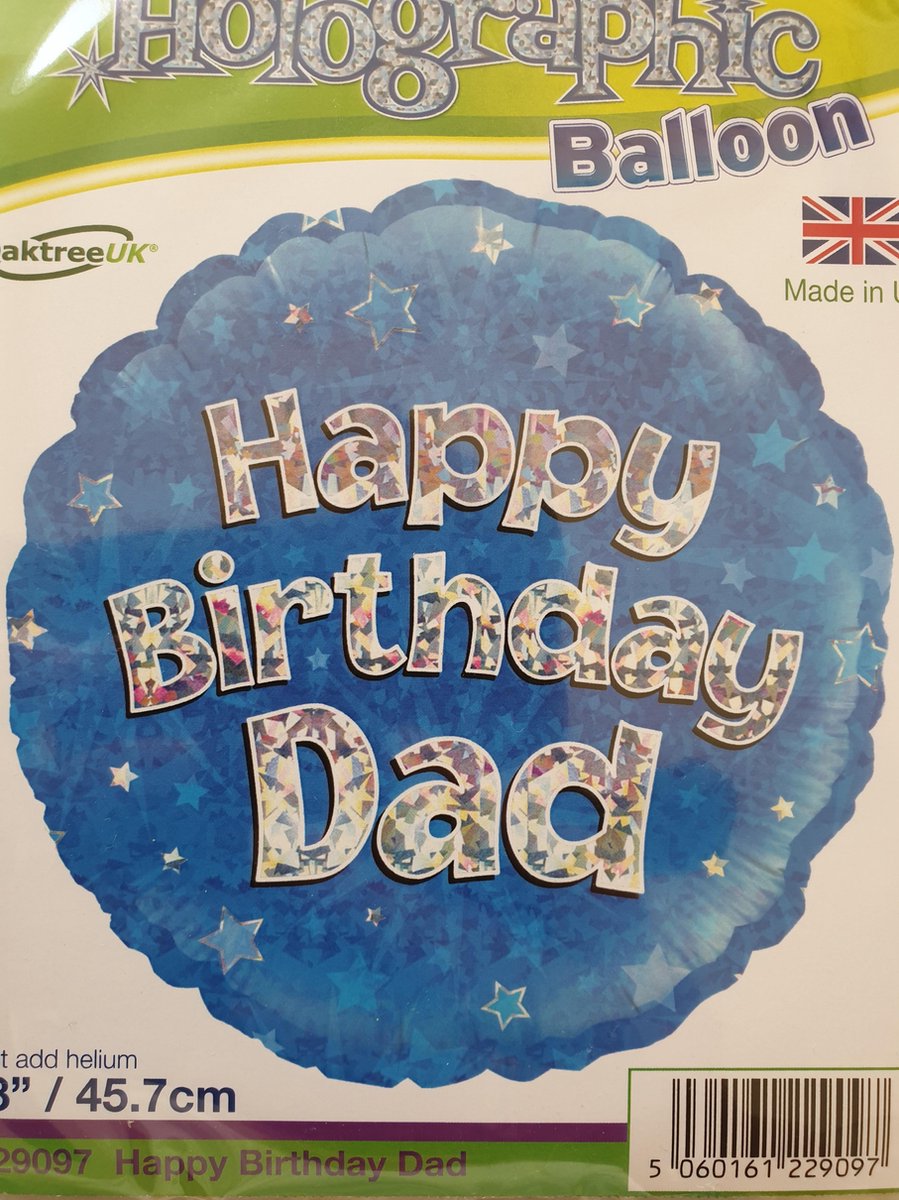 Holographic
Balloon
aktreeUK®
Made in U
Happy
Birthday
Dad
t add helium
8” / 45.7cm
29097 Happy Birthday Dad
5 060161 229097